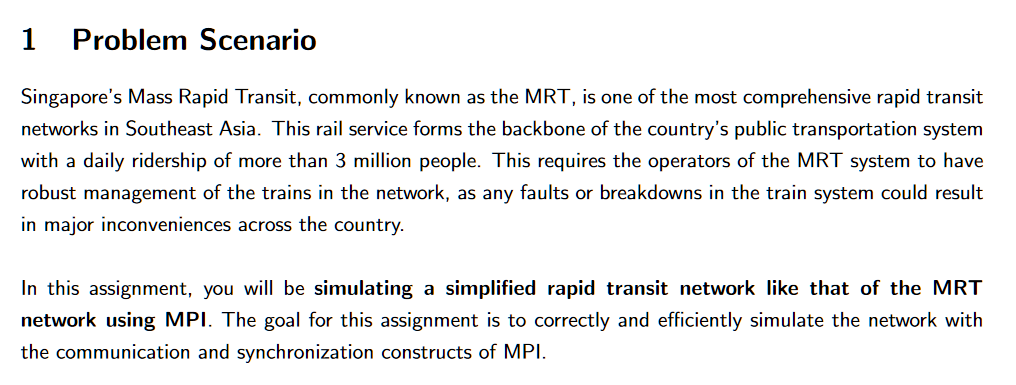 1 Problem Scenario
Singapore's Mass Rapid Transit, commonly known as the MRT, is one of the most comprehensive rapid transit
networks in Southeast Asia. This rail service forms the backbone of the country's public transportation system
with a daily ridership of more than 3 million people. This requires the operators of the MRT system to have
robust management of the trains in the network, as any faults or breakdowns in the train system could result
in major inconveniences across the country.
In this assignment, you will be simulating a simplified rapid transit network like that of the MRT
network using MPI. The goal for this assignment is to correctly and efficiently simulate the network with
the communication and synchronization constructs of MPI.